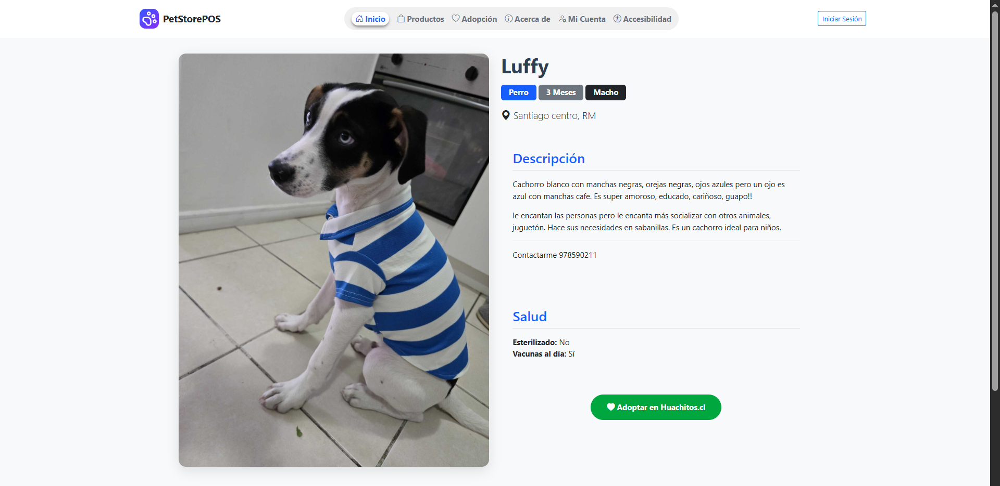 PetStorePOS
Inicio
Productos
Adopción
Acerca de
Mi Cuenta
Accesibilidad
Iniciar Sesión
Luffy
Perro
3 Meses
Macho
Santiago centro, RM
Descripción
Cachorro blanco con manchas negras, orejas negras, ojos azules pero un ojo es
azul con manchas cafe. Es super amoroso, educado, cariñoso, guapo!!
le encantan las personas pero le encanta más socializar con otros animales,
juguetón. Hace sus necesidades en sabanillas. Es un cachorro ideal para niños.
Contactarme 978590211
Salud
Esterilizado: No
Vacunas al día: Sí
Adoptar en Huachitos.cl